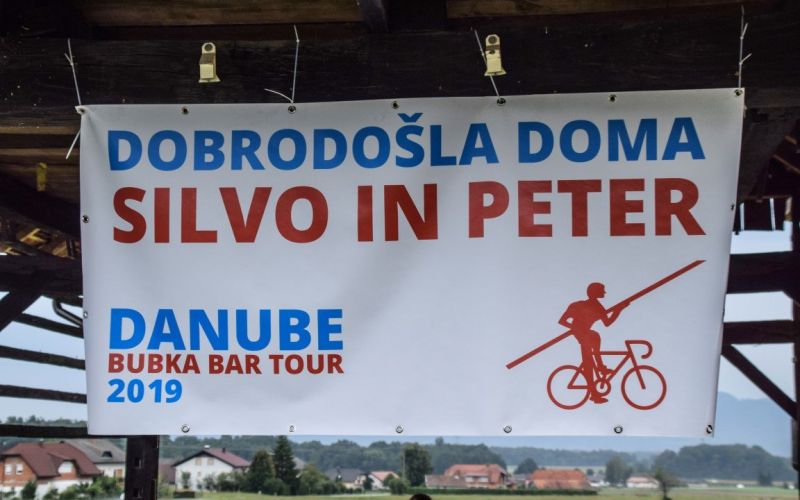 DOBRODOŠLA DOMA
SILVO IN PETER
DANUBE
BUBKA BAR TOUR
2019